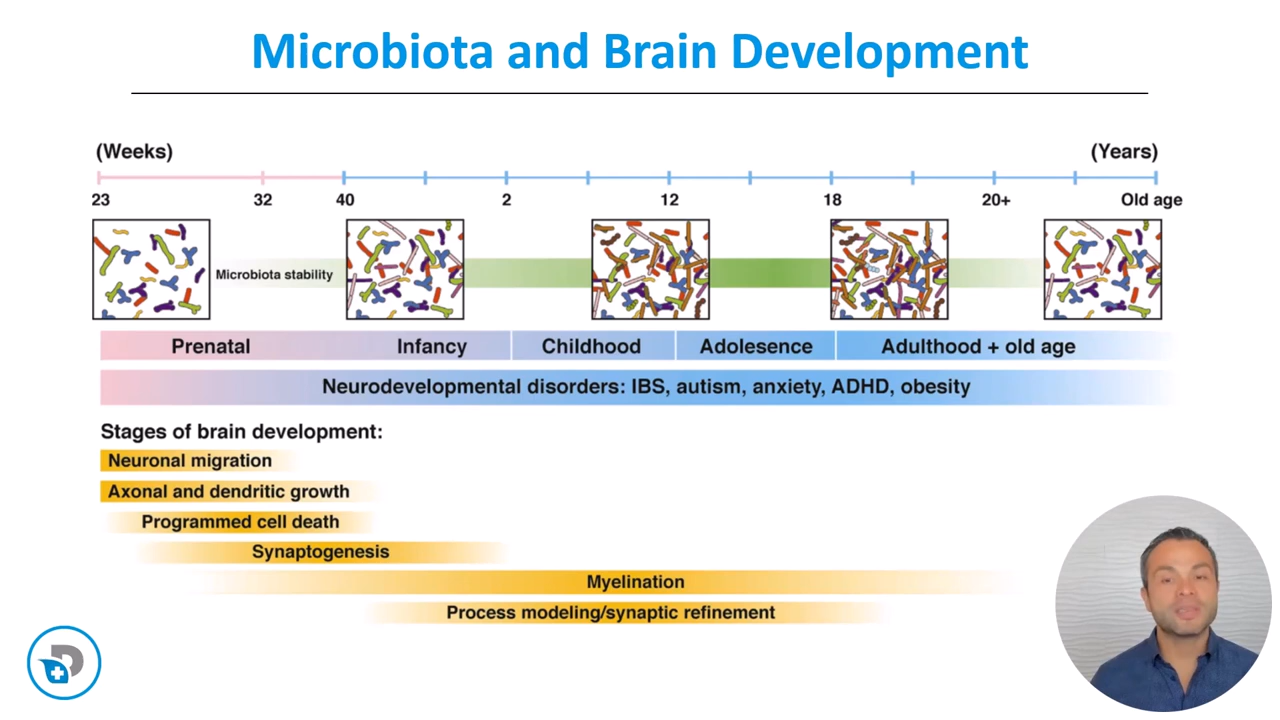 Microbiota and Brain Development
(Weeks) (Years)
23 32 40 2 12 18 20+ Old age
Microbiota stability
Prenatal Infancy Childhood Adolesence Adulthood + old age
Neurodevelopmental disorders: IBS, autism, anxiety, ADHD, obesity
Stages of brain development:
Neuronal migration
Axonal and dendritic growth
Programmed cell death
Synaptogenesis
Myelination
Process modeling/synaptic refinement